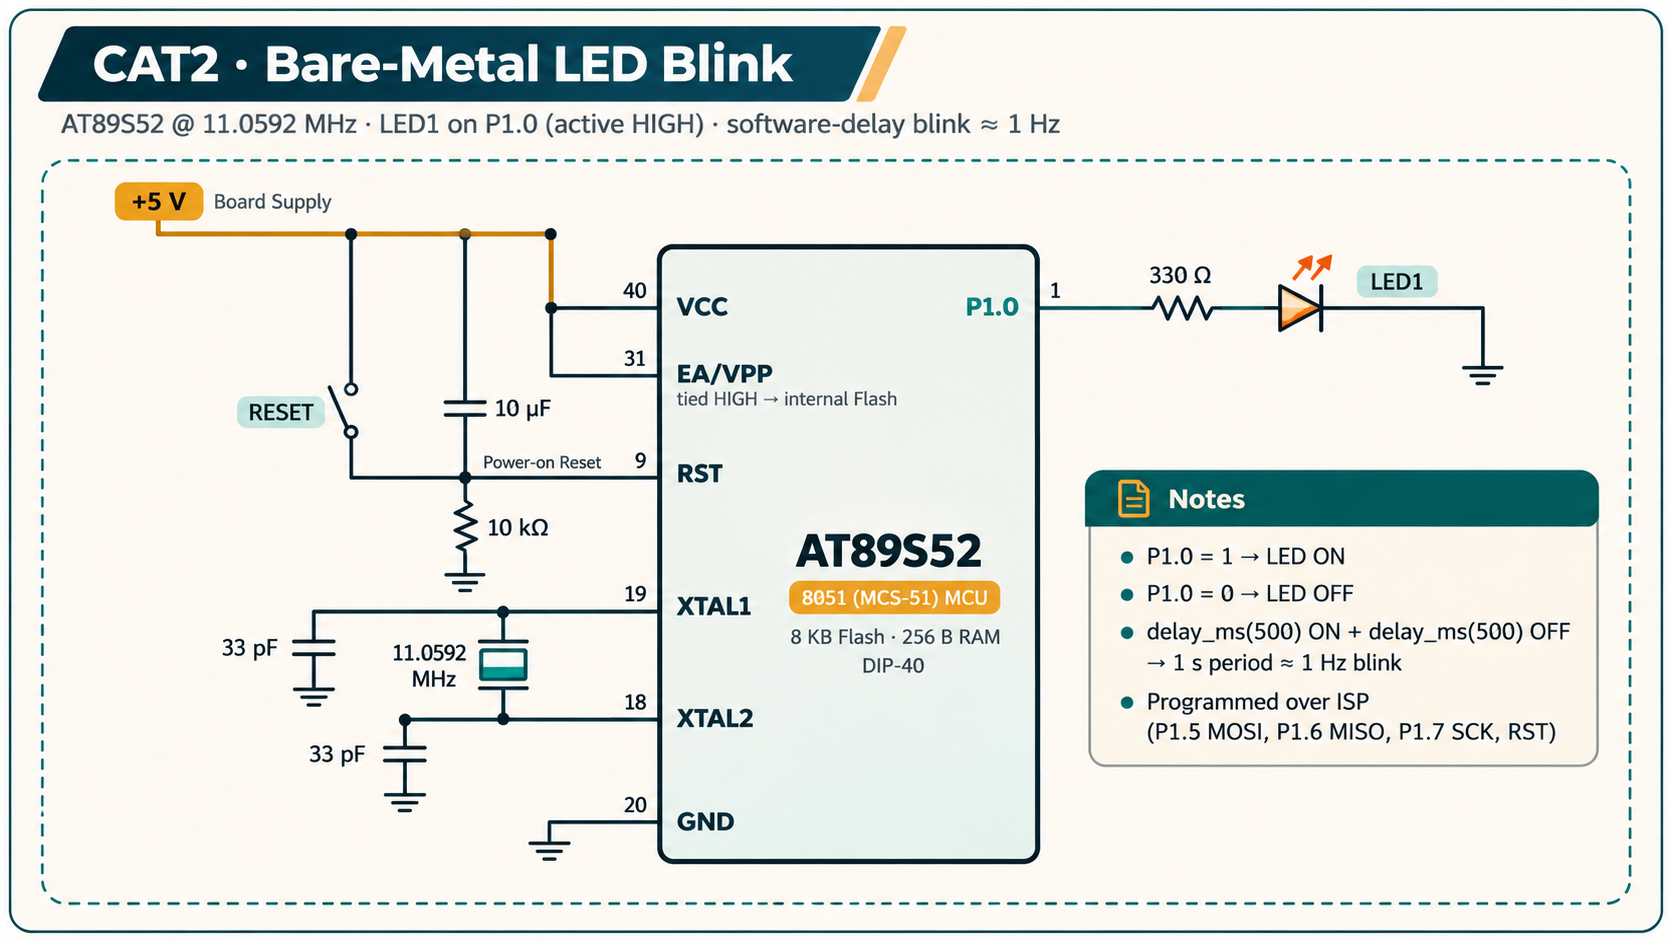 CAT2 · Bare-Metal LED Blink
AT89S52 @ 11.0592 MHz · LED1 on P1.0 (active HIGH) · software-delay blink ≈ 1 Hz
+5 V
Board Supply
40
VCC
P1.0
1
330 Ω
LED1
31
EA/VPP
tied HIGH → internal Flash
RESET
10 µF
Power-on Reset
9
RST
10 kΩ
AT89S52
8051 (MCS-51) MCU
8 KB Flash · 256 B RAM
DIP-40
19
XTAL1
33 pF
11.0592
MHz
18
XTAL2
33 pF
20
GND
Notes
P1.0 = 1 → LED ON
P1.0 = 0 → LED OFF
delay_ms(500) ON + delay_ms(500) OFF
→ 1 s period ≈ 1 Hz blink
Programmed over ISP
(P1.5 MOSI, P1.6 MISO, P1.7 SCK, RST)